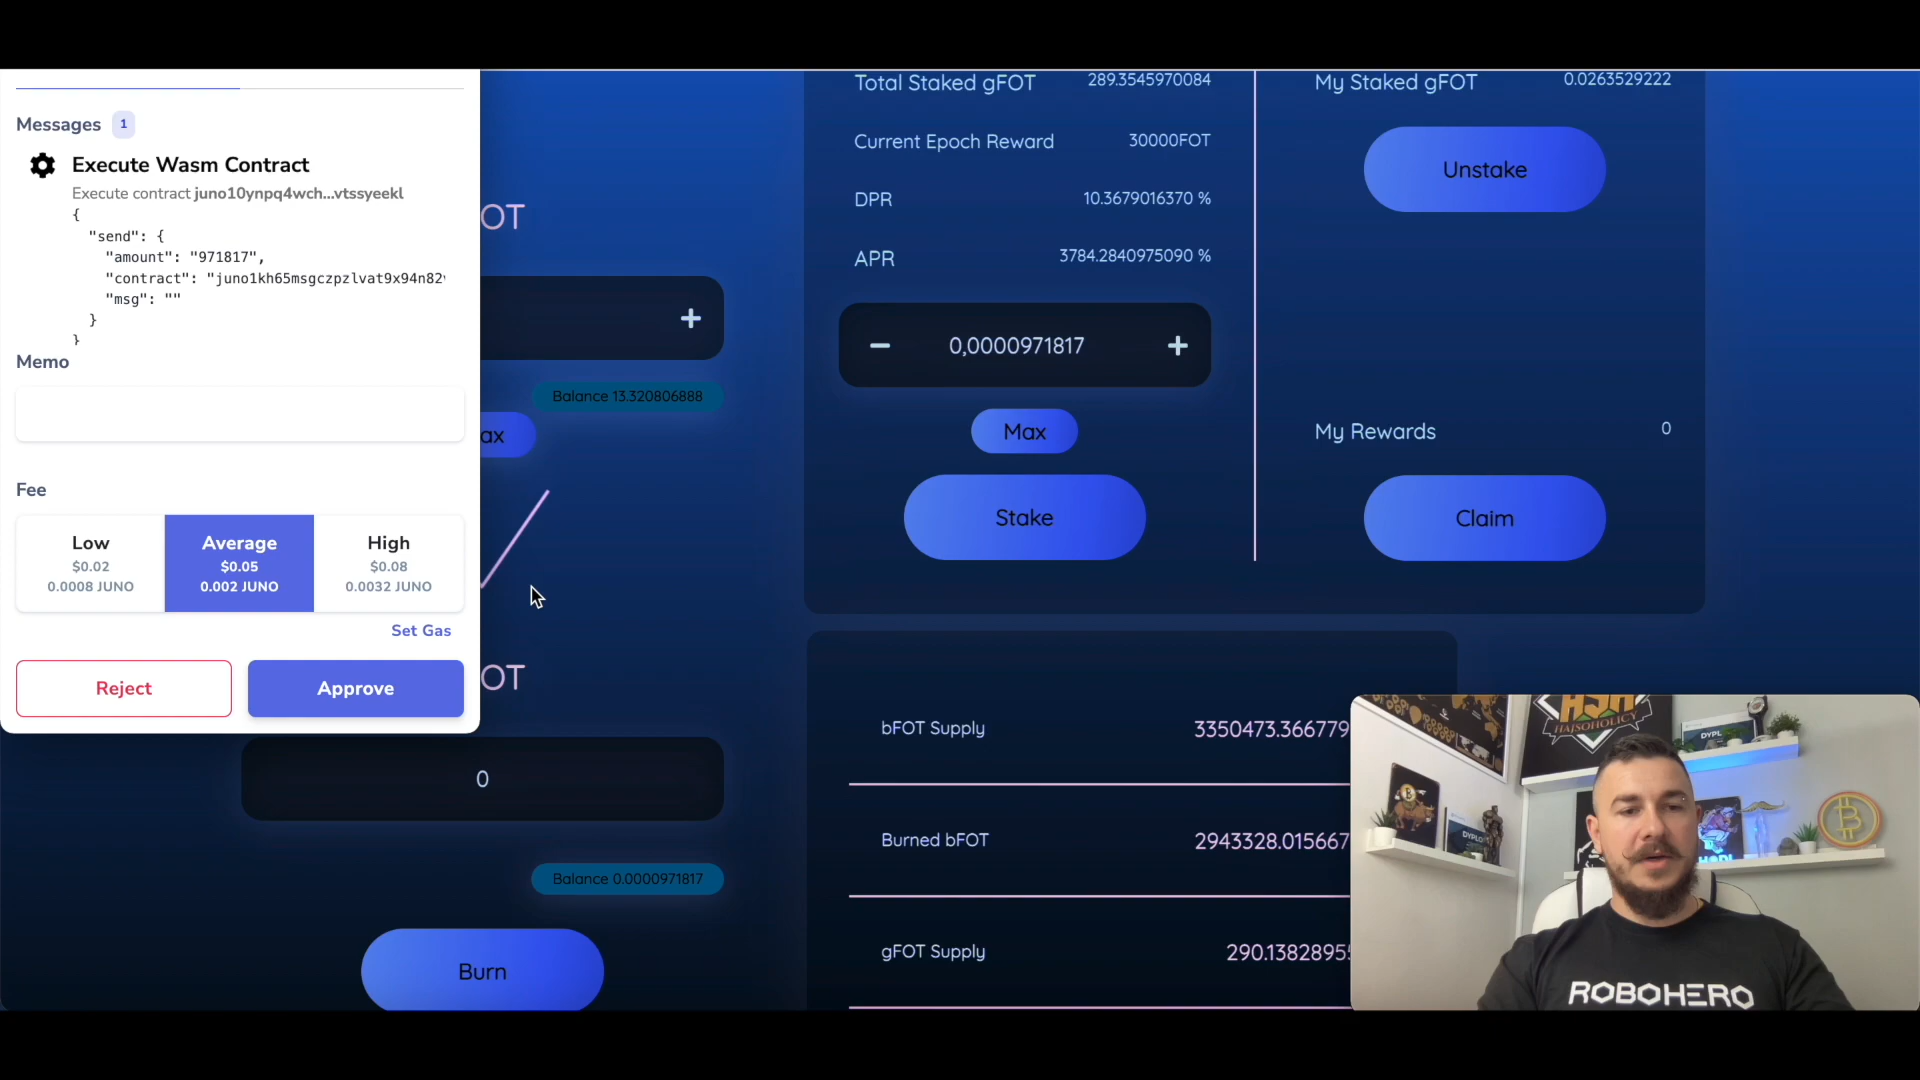 Messages 1
Execute Wasm Contract
Execute contract juno10ynpq4wch...vtssyeekl
{
"send": {
"amount": "971817",
"contract": "juno1kh65msgczpzlvat9x94n82
"msg": ""
}
}
Memo
Fee
Low
$0.02
0.0008 JUNO
Average
$0.05
0.002 JUNO
High
$0.08
0.0032 JUNO
Set Gas
Reject
Approve
OT
+
Balance 13.320806888
ax
OT
0
Balance 0.0000971817
Burn
Total Staked gFOT 289.3545970084
Current Epoch Reward 30000FOT
DPR 10.3679016370 %
APR 3784.2840975090 %
− 0,0000971817 +
Max
Stake
My Staked gFOT 0.0263529222
Unstake
My Rewards 0
Claim
bFOT Supply 3350473.366779
Burned bFOT 2943328.015667
gFOT Supply 290.1382895
HAJSOHOLICY
DYPL
DYPLO
HODL
ROBOHERO